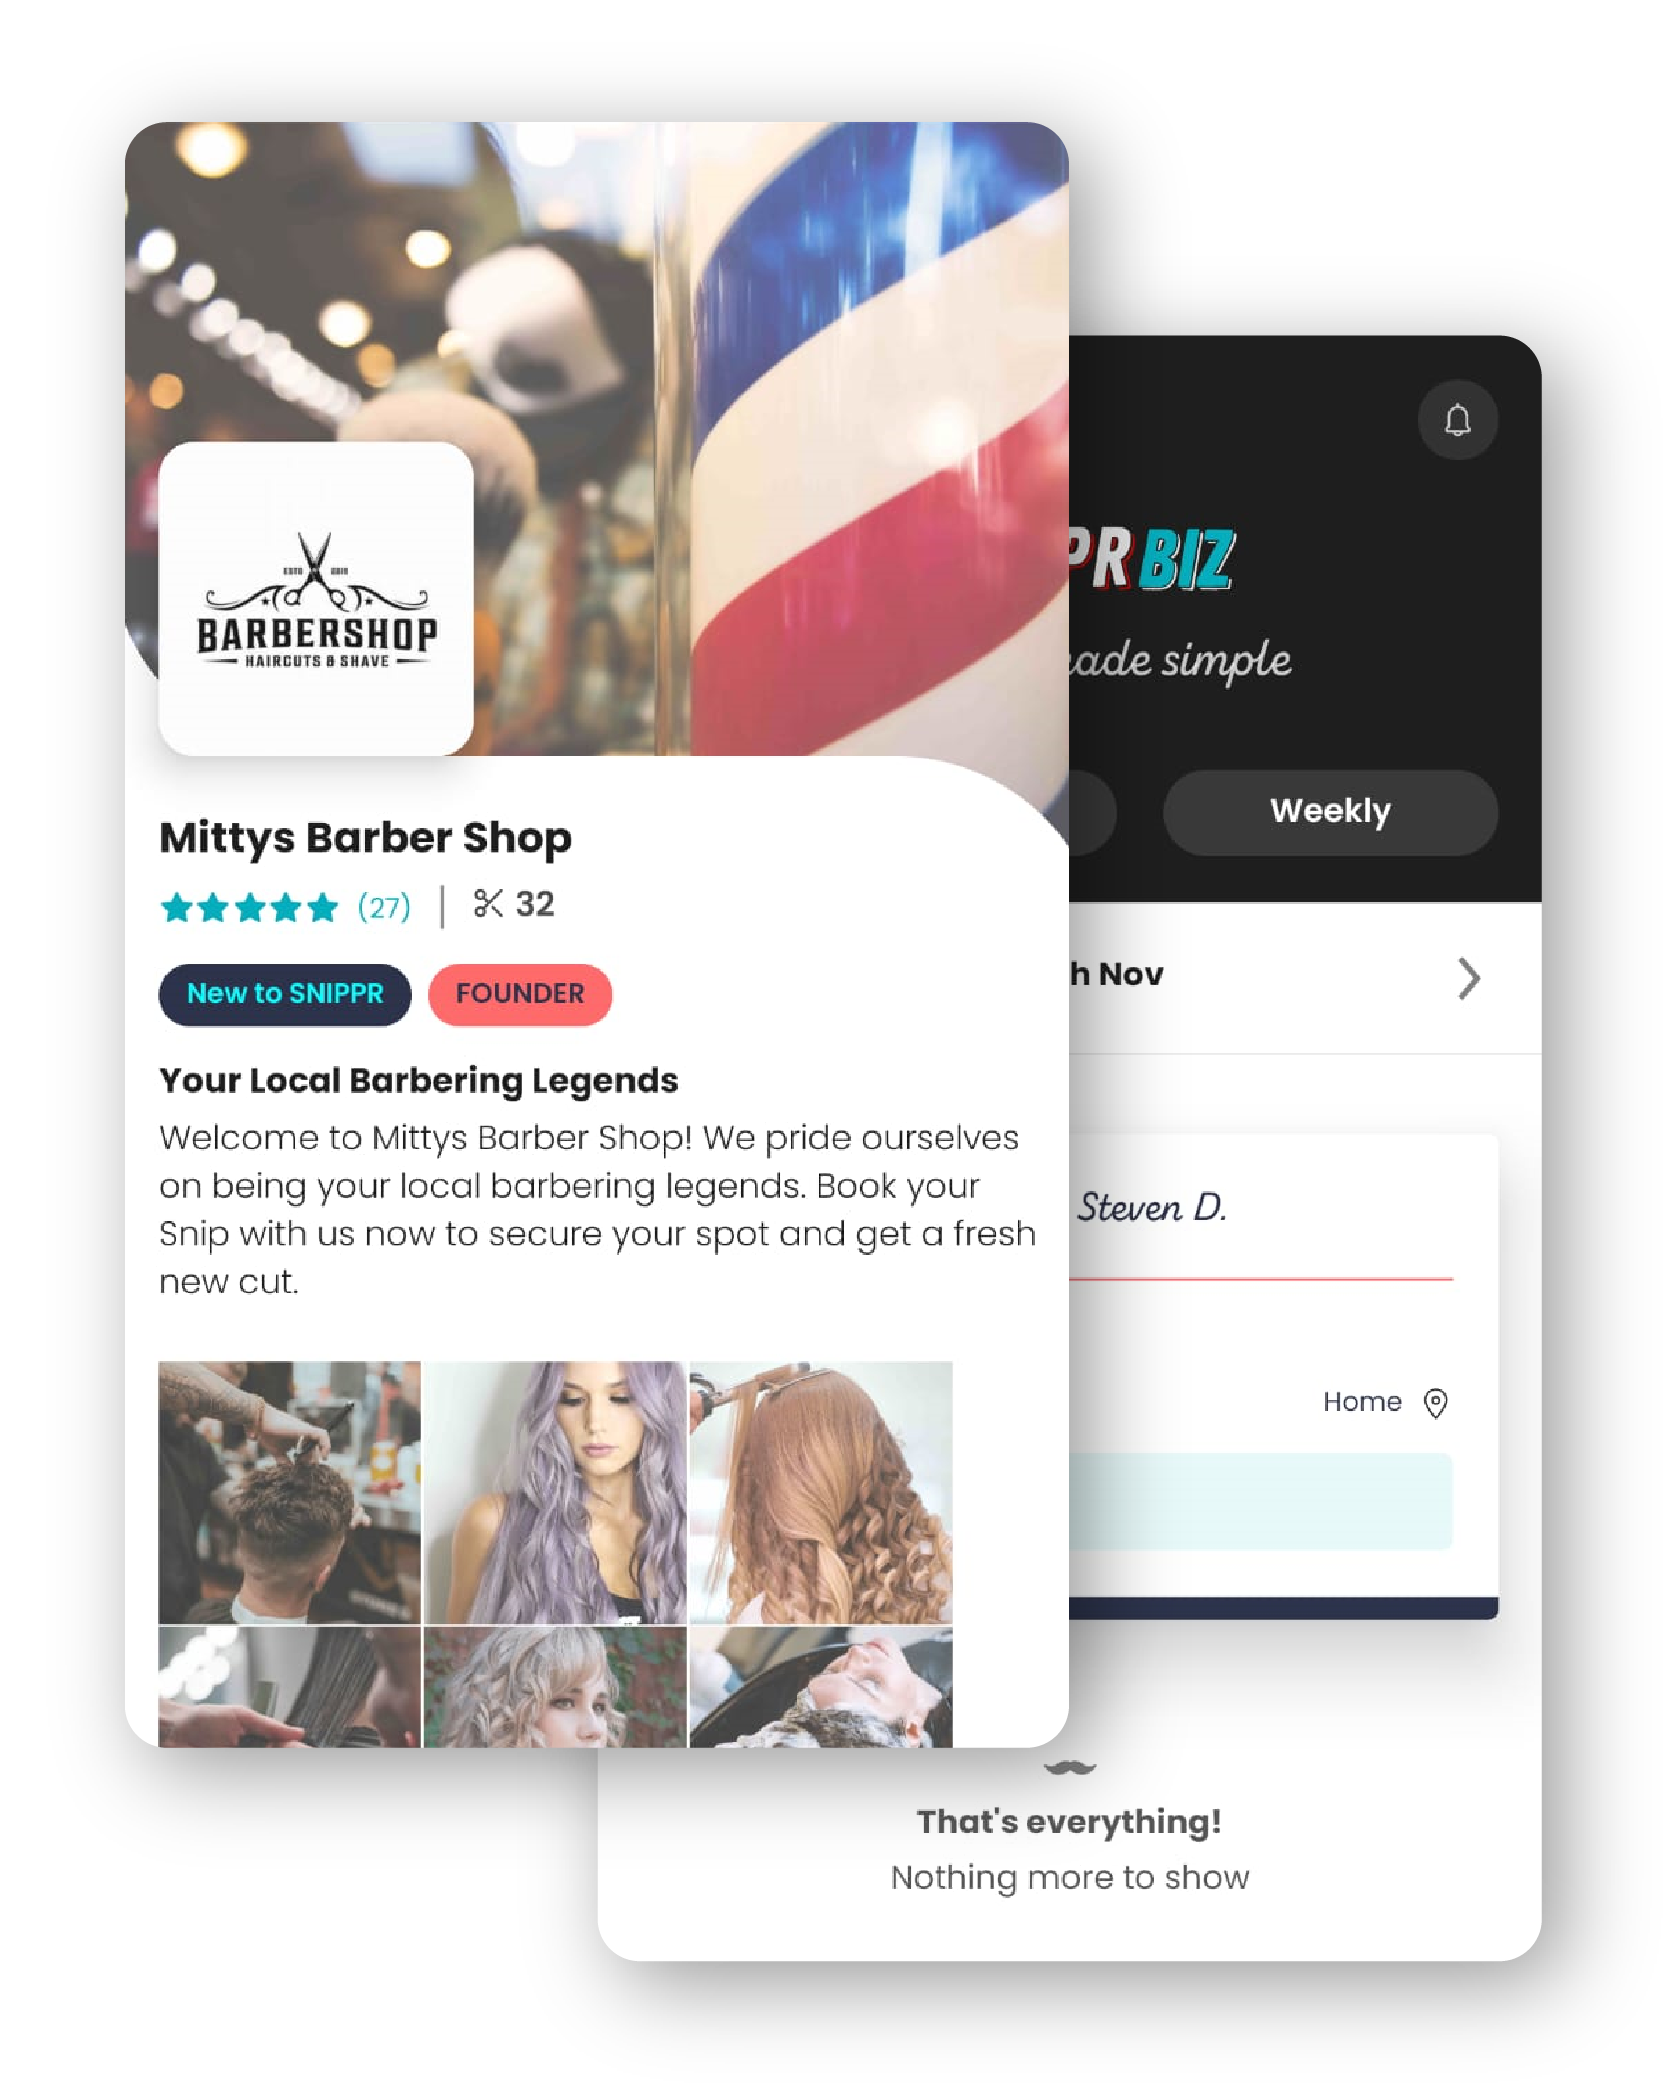 ESTD 2019
BARBERSHOP
HAIRCUTS & SHAVE
Mittys Barber Shop
(27) | 32
New to SNIPPR FOUNDER
Your Local Barbering Legends
Welcome to Mittys Barber Shop! We pride ourselves
on being your local barbering legends. Book your
Snip with us now to secure your spot and get a fresh
new cut.
PR BIZ
ade simple
Weekly
h Nov
Steven D.
Home
That's everything!
Nothing more to show